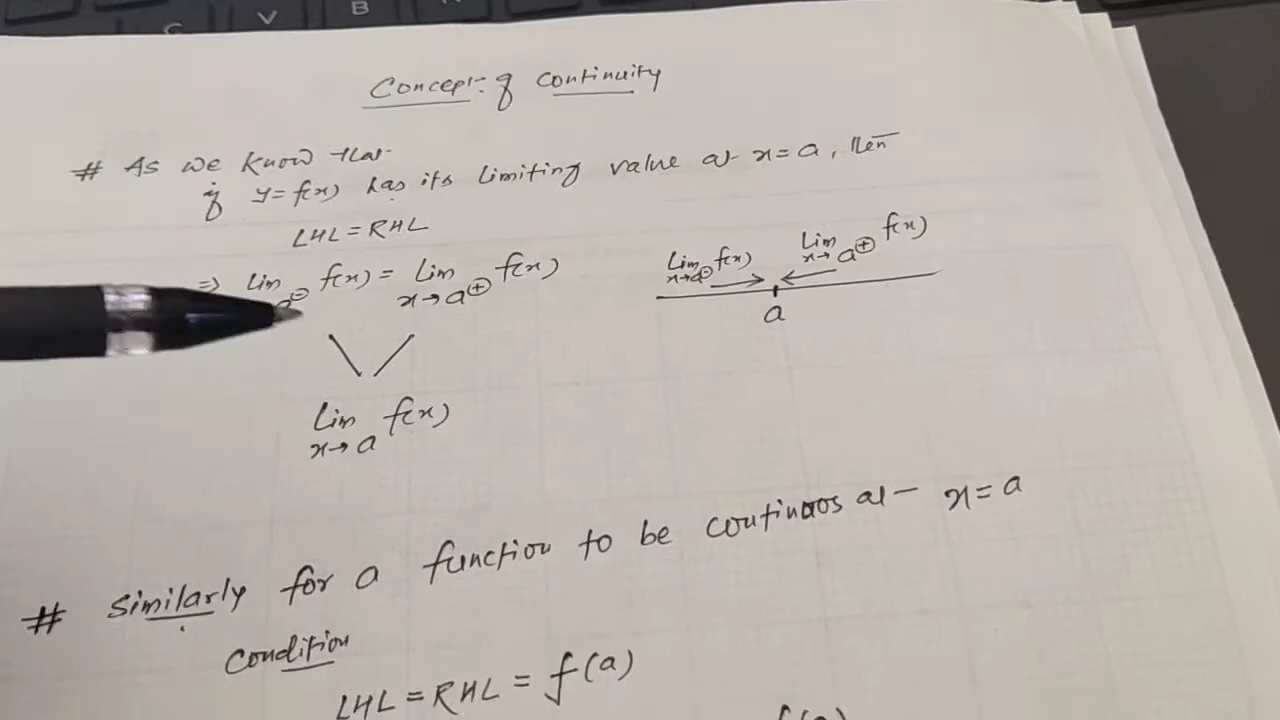 Concept of Continuity
# As we know that
if y=f(x) has its limiting value at x=a, then
LHL=RHL
⇒ Lim a⊖ f(x) = Lim x→a⊕ f(x)
Lim x→a⊖ f(x) Lim x→a⊕ f(x)
a
Lim x→a f(x)
# Similarly for a function to be continuos at x=a
Condition
LHL = RHL = f(a)
f(a)
C V B